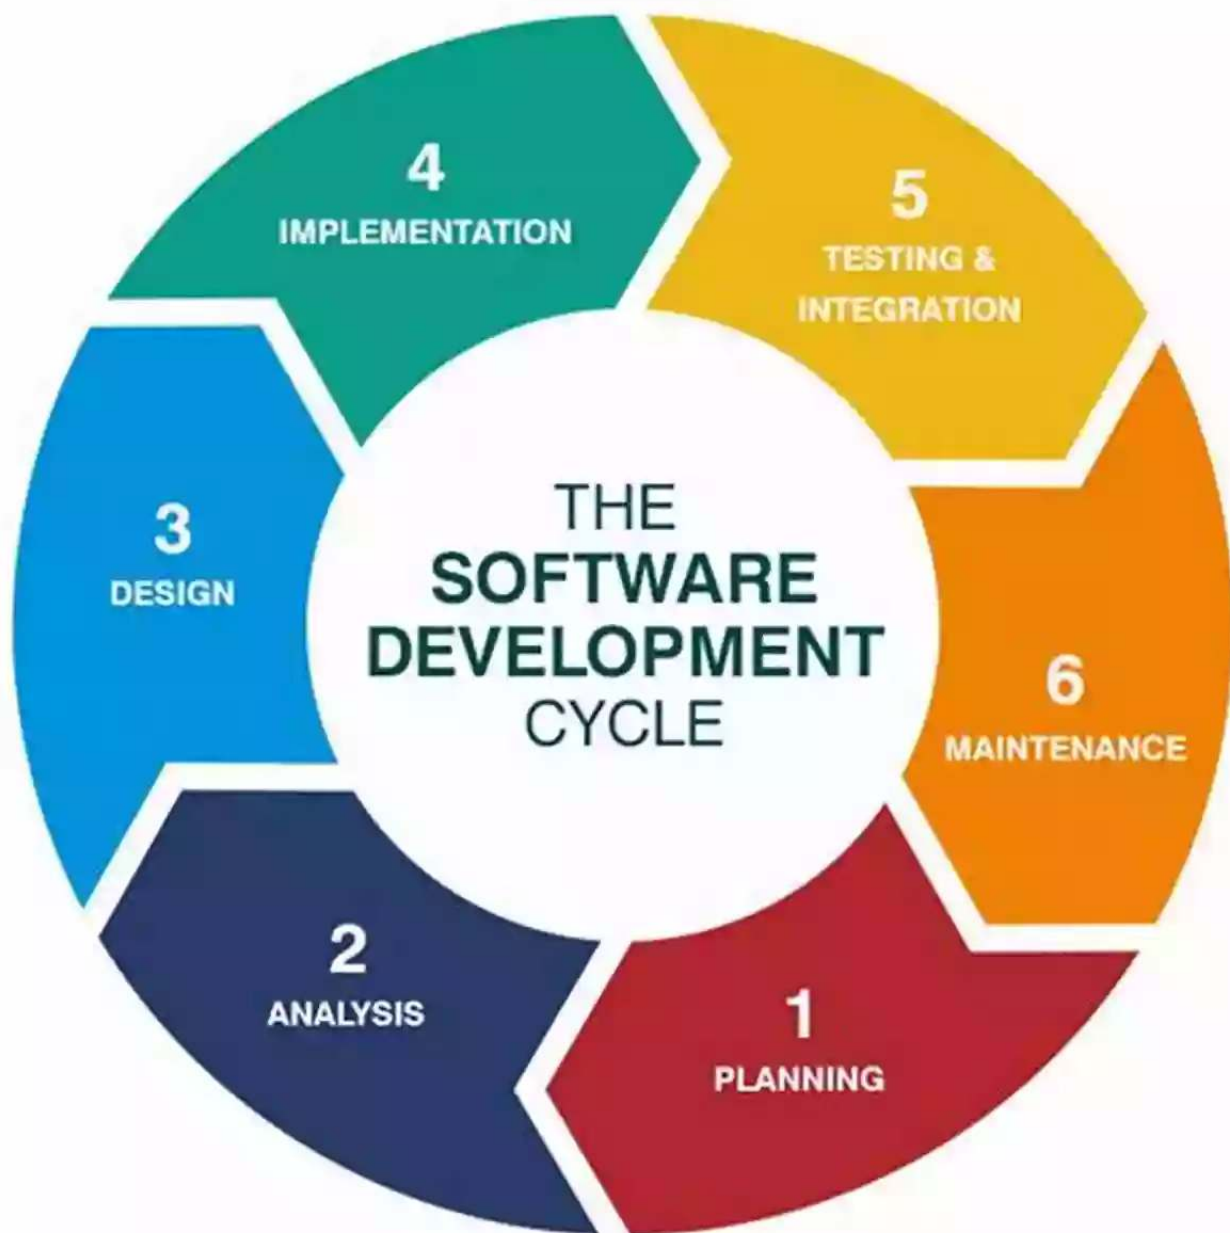 THE
SOFTWARE
DEVELOPMENT
CYCLE
1
PLANNING
2
ANALYSIS
3
DESIGN
4
IMPLEMENTATION
5
TESTING &
INTEGRATION
6
MAINTENANCE